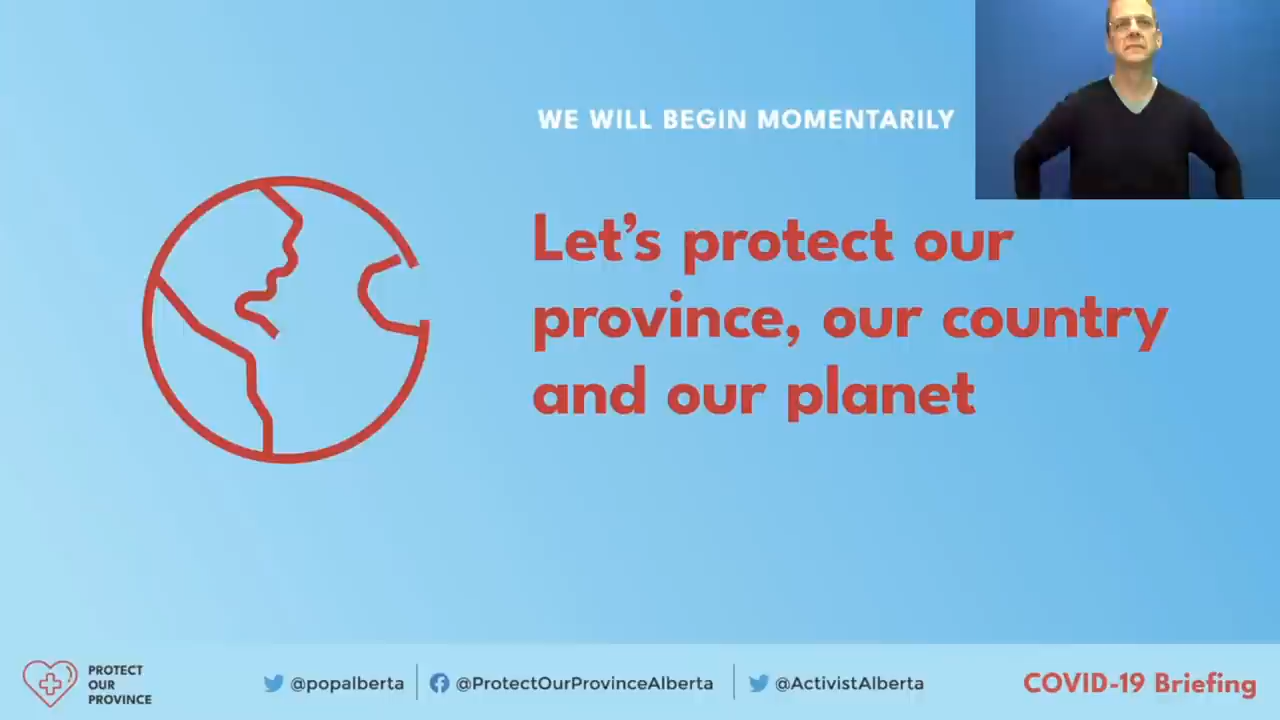 WE WILL BEGIN MOMENTARILY
Let's protect our
province, our country
and our planet
PROTECT
OUR
PROVINCE
@popalberta
@ProtectOurProvinceAlberta
@ActivistAlberta
COVID-19 Briefing